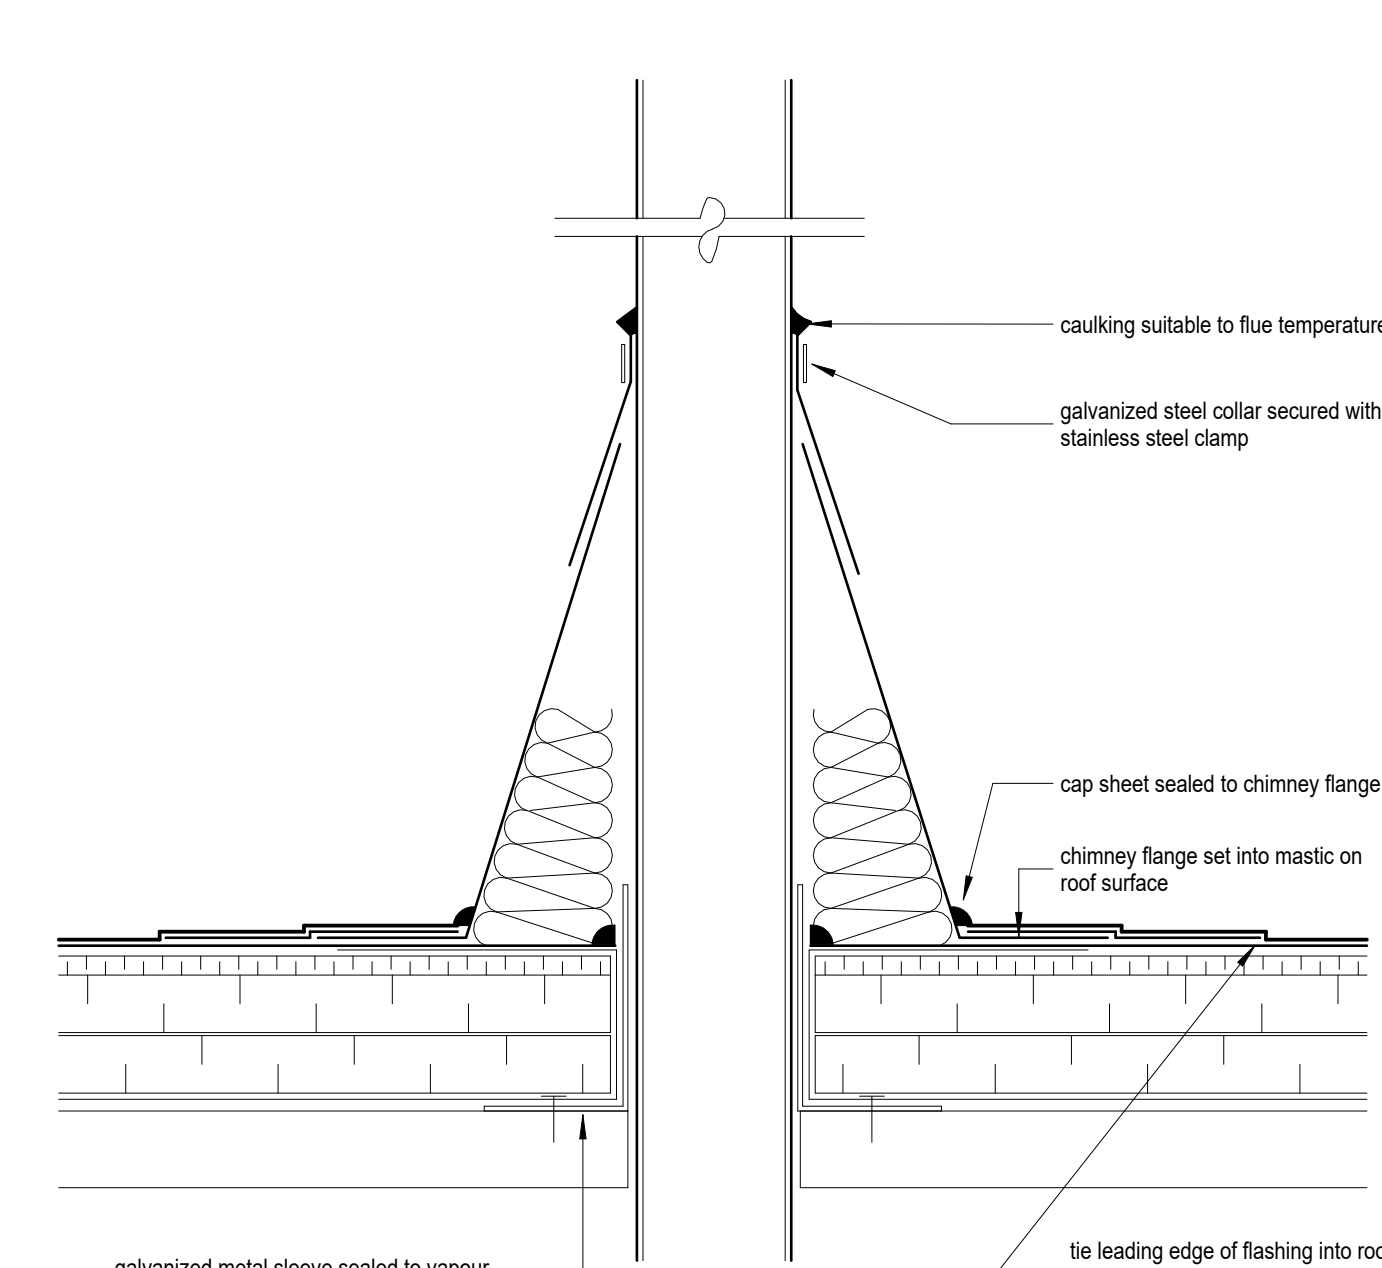 caulking suitable to flue temperature
galvanized steel collar secured with
stainless steel clamp
cap sheet sealed to chimney flange
chimney flange set into mastic on
roof surface
tie leading edge of flashing into
galvanized metal sleeve sealed to vapour